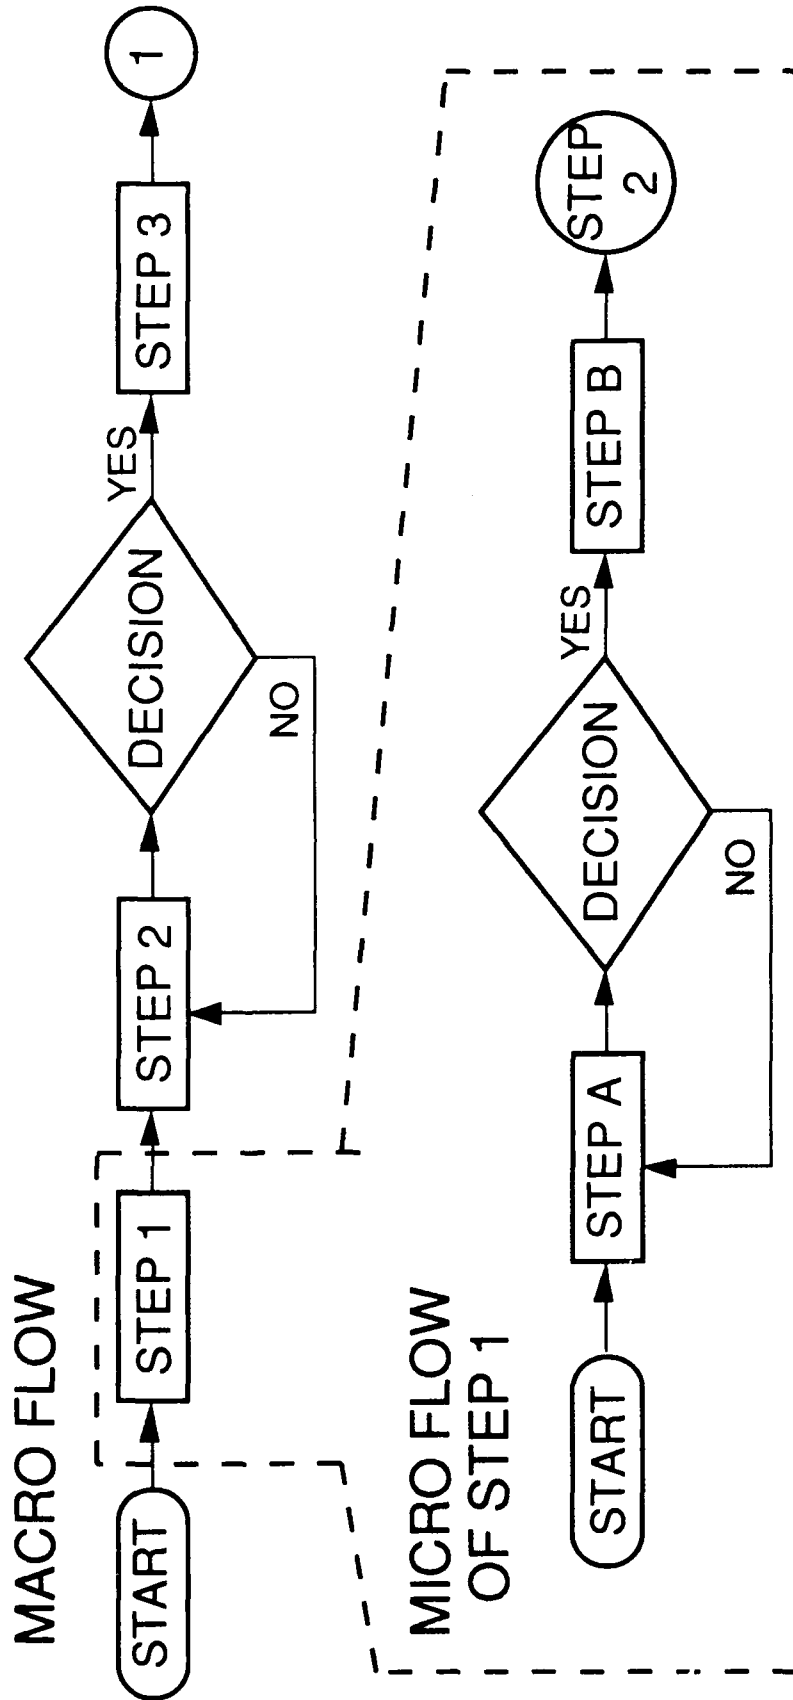 MACRO FLOW
START
STEP 1
STEP 2
DECISION
YES
NO
STEP 3
1
MICRO FLOW
OF STEP 1
START
STEP A
DECISION
YES
NO
STEP B
STEP
2